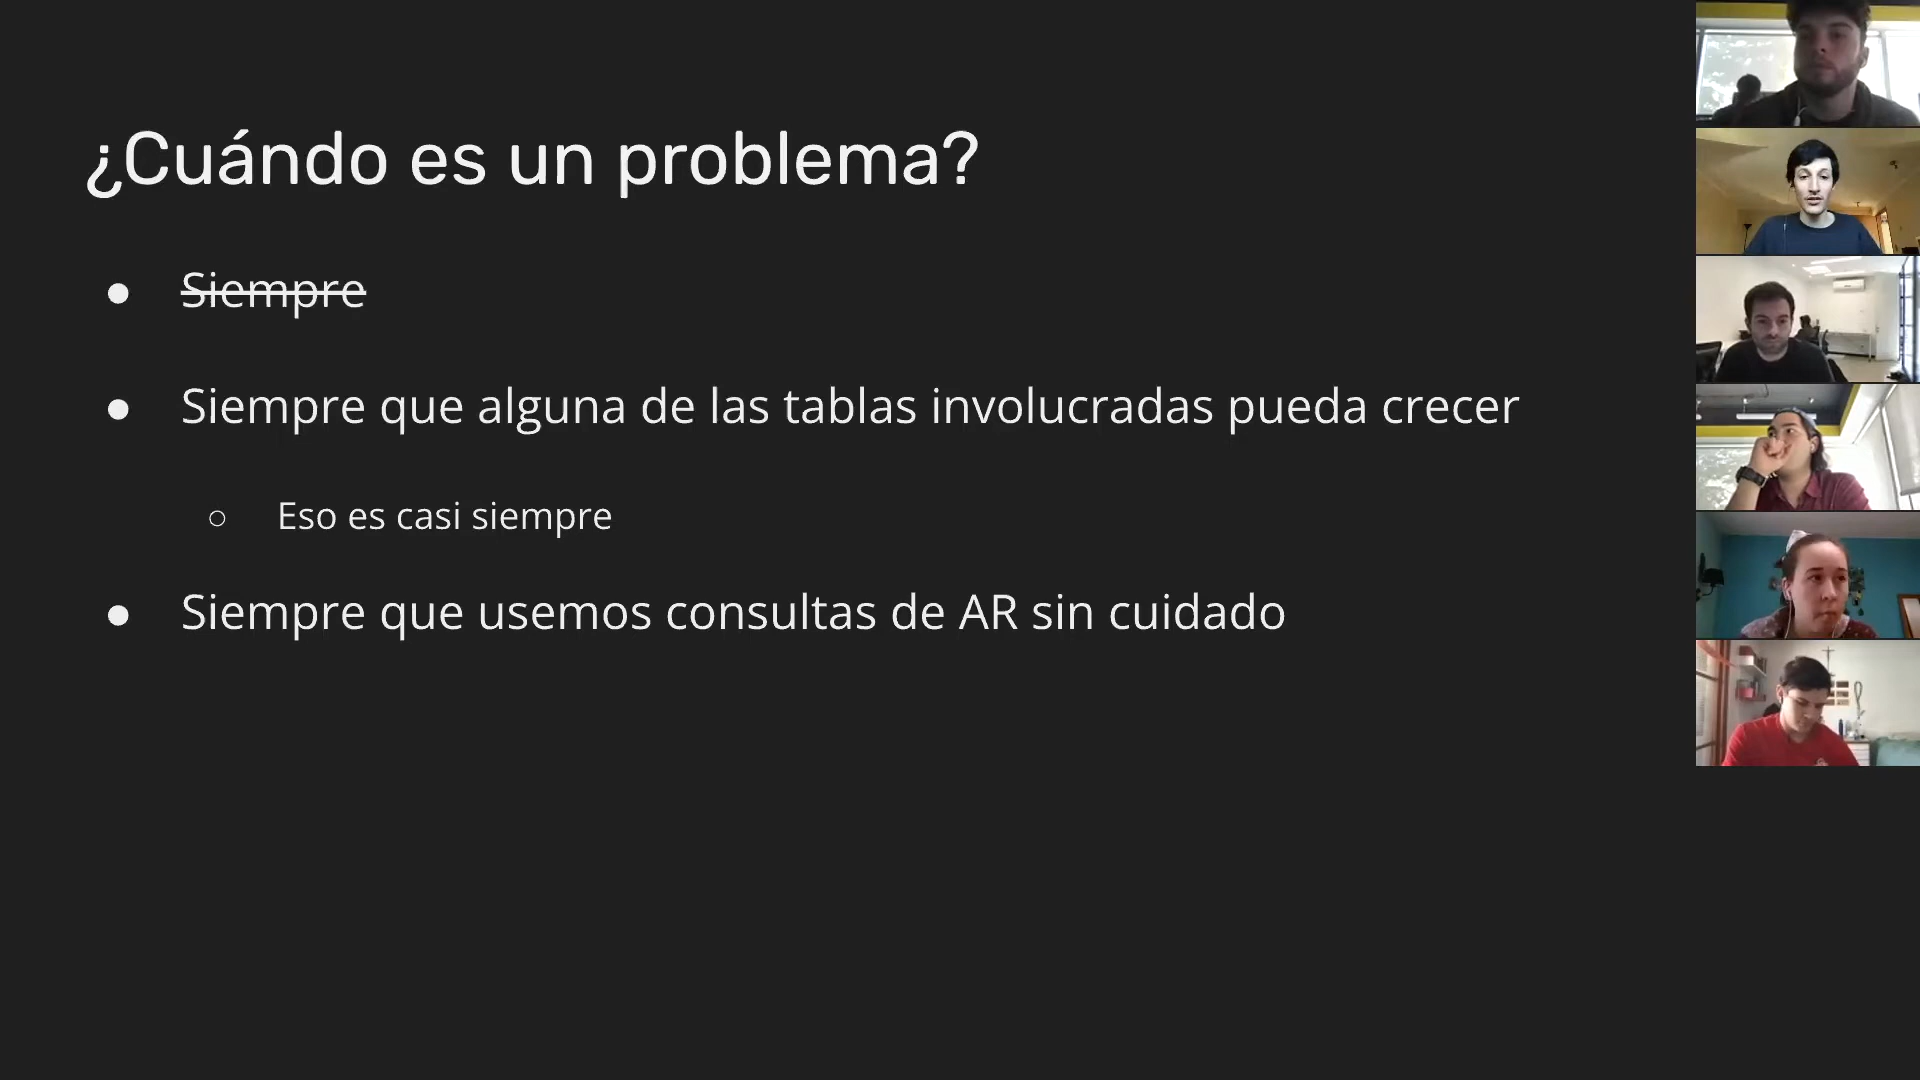 ¿Cuándo es un problema?
● Siempre
● Siempre que alguna de las tablas involucradas pueda crecer
○ Eso es casi siempre
● Siempre que usemos consultas de AR sin cuidado